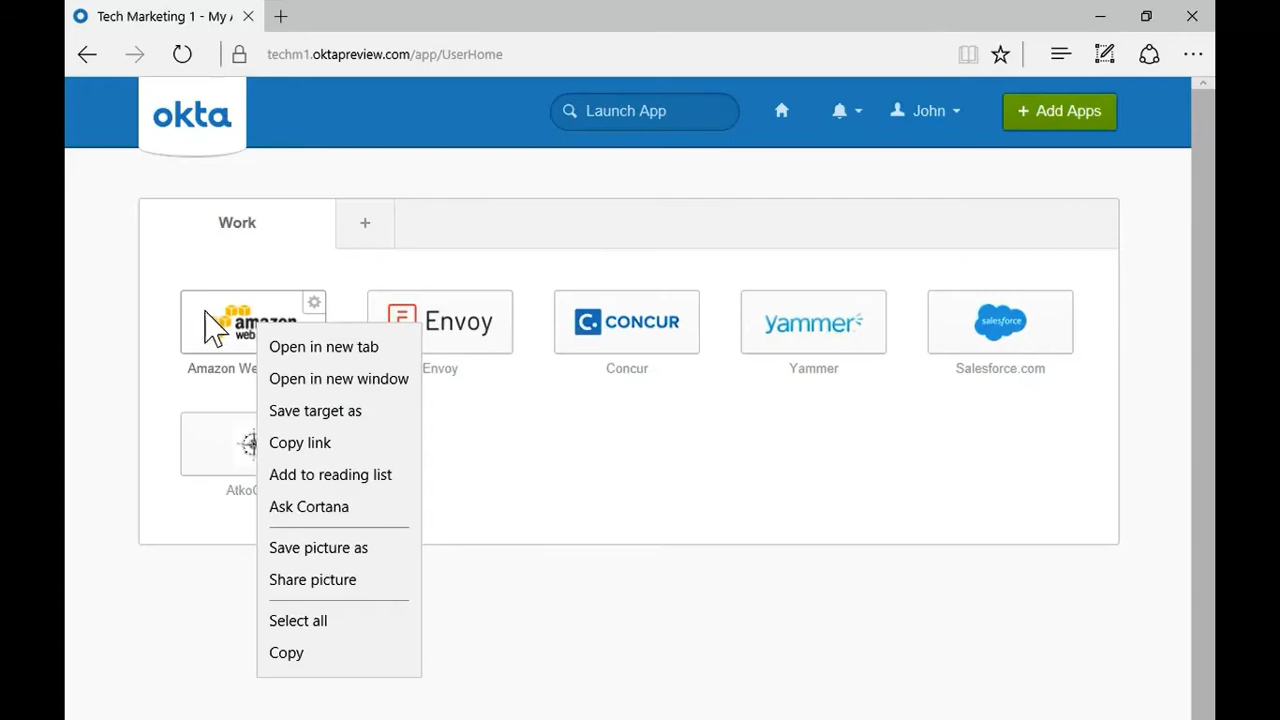 Tech Marketing 1 - My
techm1.oktapreview.com/app/UserHome
okta
Launch App
John
+ Add Apps
Work
+
amazon
web
Envoy
CONCUR
yammer
salesforce
Amazon We
Envoy
Concur
Yammer
Salesforce.com
Atko
Open in new tab
Open in new window
Save target as
Copy link
Add to reading list
Ask Cortana
Save picture as
Share picture
Select all
Copy